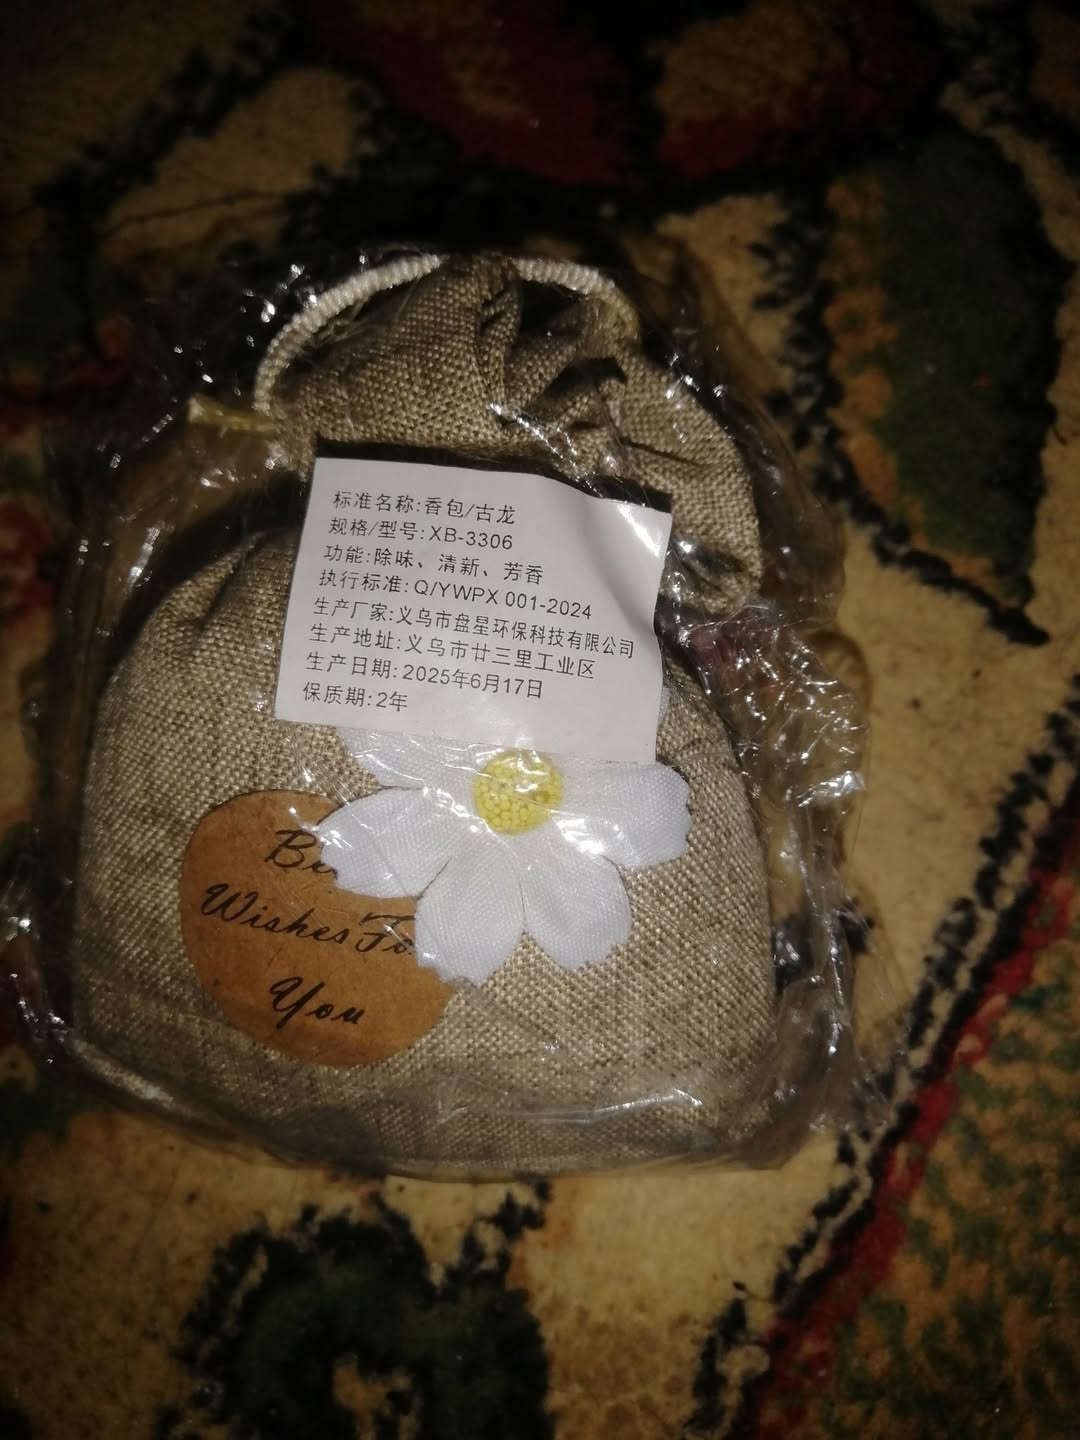 标准名称:香包/古龙
规格/型号:XB-3306
功能:除味、清新、芳香
执行标准:Q/YWPX 001-2024
生产厂家:义乌市盘星环保科技有限公司
生产地址:义乌市廿三里工业区
生产日期:2025年6月17日
保质期:2年
Wishes To
You